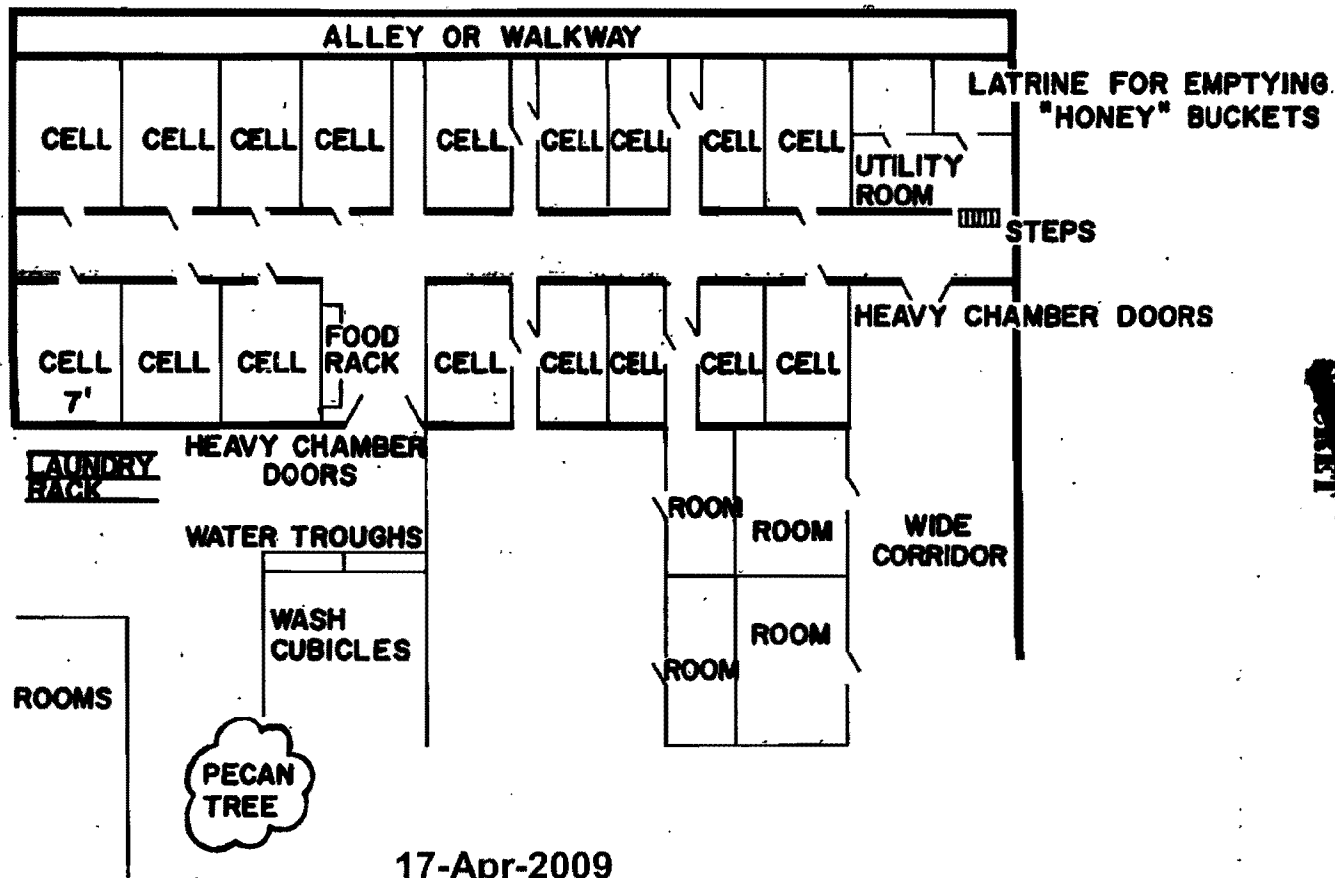 ALLEY OR WALKWAY
LATRINE FOR EMPTYING
"HONEY" BUCKETS
CELL CELL CELL CELL CELL CELL CELL CELL CELL
UTILITY
ROOM
STEPS
HEAVY CHAMBER DOORS
FOOD
RACK
CELL CELL CELL CELL CELL CELL CELL CELL
7'
HEAVY CHAMBER
DOORS
LAUNDRY
RACK
WATER TROUGHS
ROOM
ROOM
WIDE
CORRIDOR
WASH
CUBICLES
ROOM
ROOM
ROOMS
PECAN
TREE
17-Apr-2009